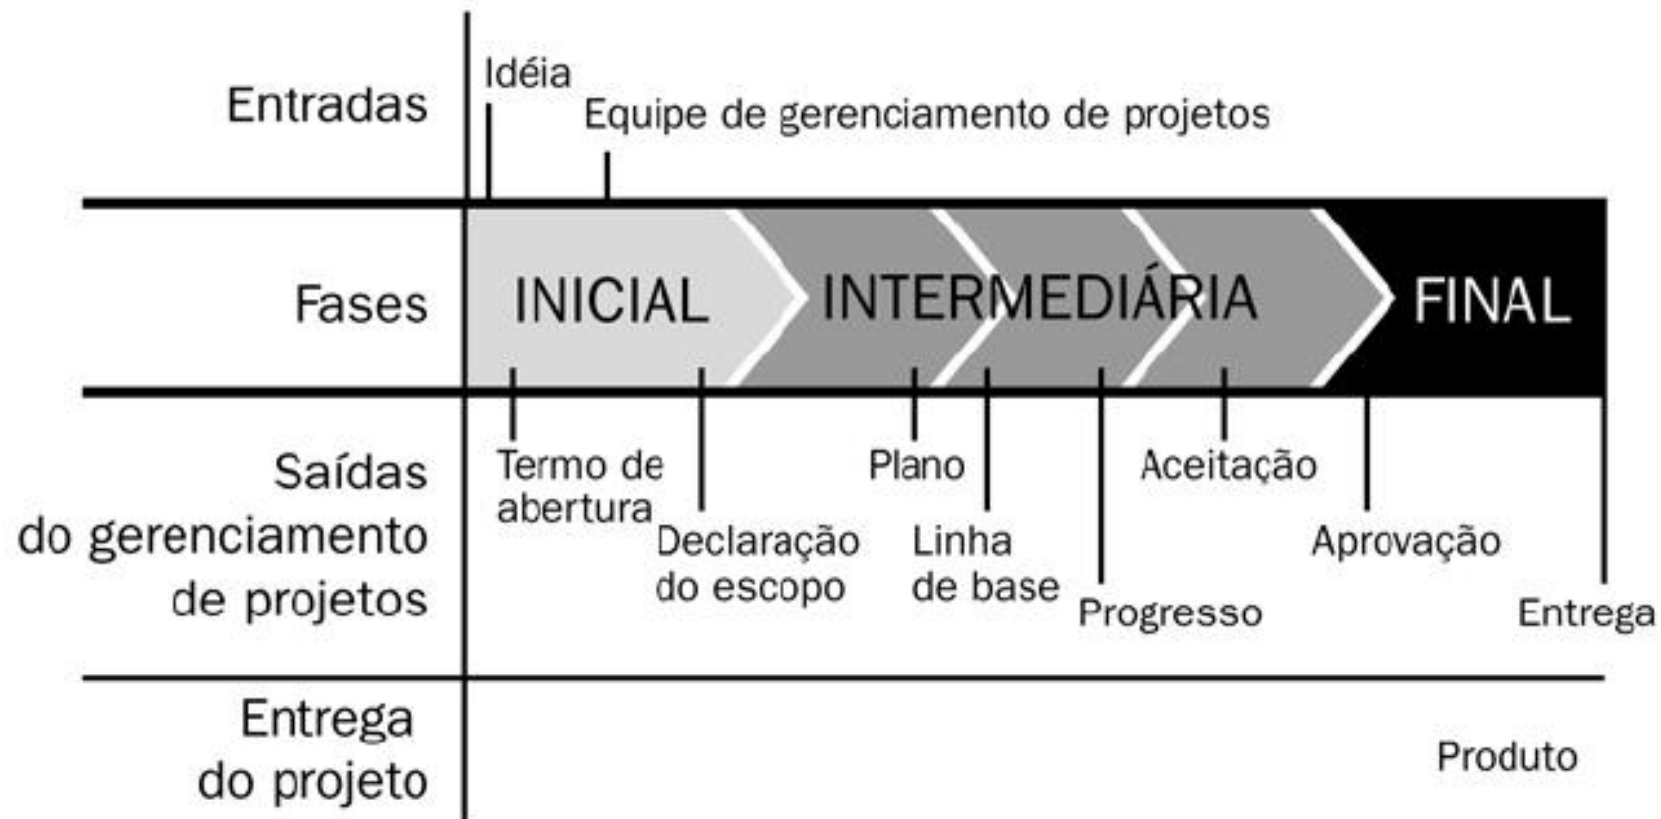 Entradas
Idéia
Equipe de gerenciamento de projetos
Fases
INICIAL
INTERMEDIÁRIA
FINAL
Saídas
do gerenciamento
de projetos
Termo de
abertura
Declaração
do escopo
Plano
Linha
de base
Progresso
Aceitação
Aprovação
Entrega
Entrega
do projeto
Produto